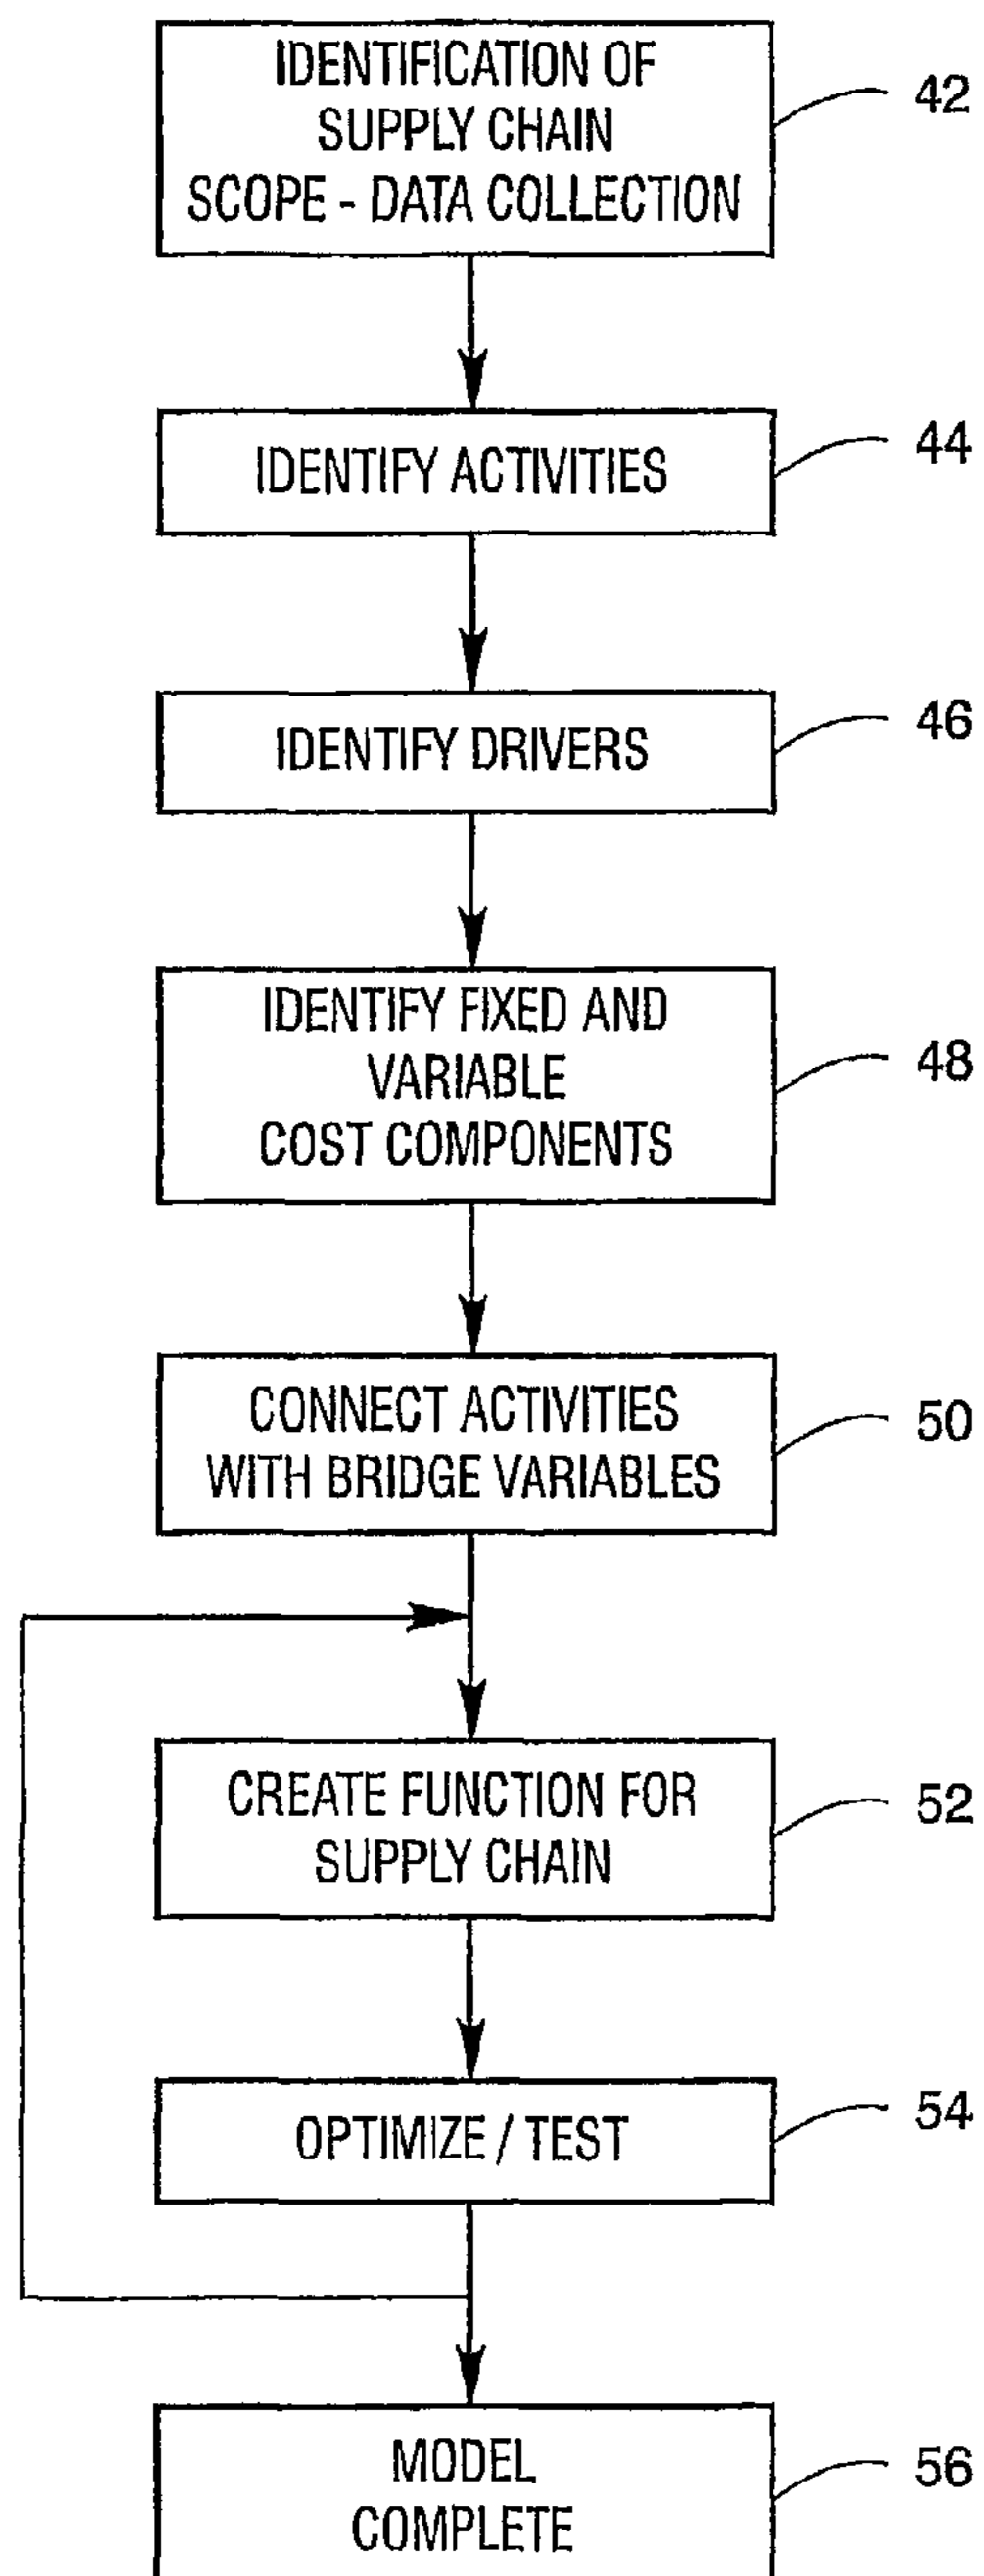 IDENTIFICATION OF
SUPPLY CHAIN
SCOPE - DATA COLLECTION
42
IDENTIFY ACTIVITIES
44
IDENTIFY DRIVERS
46
IDENTIFY FIXED AND
VARIABLE
COST COMPONENTS
48
CONNECT ACTIVITIES
WITH BRIDGE VARIABLES
50
CREATE FUNCTION FOR
SUPPLY CHAIN
52
OPTIMIZE / TEST
54
MODEL
COMPLETE
56